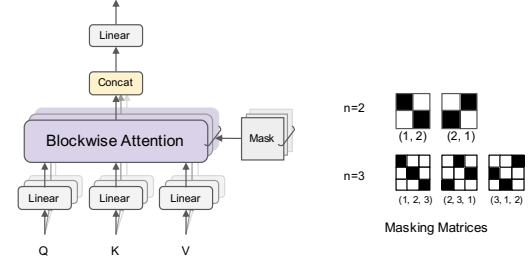 Linear
Concat
Blockwise Attention
Mask
Linear
Linear
Linear
Q
K
V
n=2
(1, 2)
(2, 1)
n=3
(1, 2, 3)
(2, 3, 1)
(3, 1, 2)
Masking Matrices